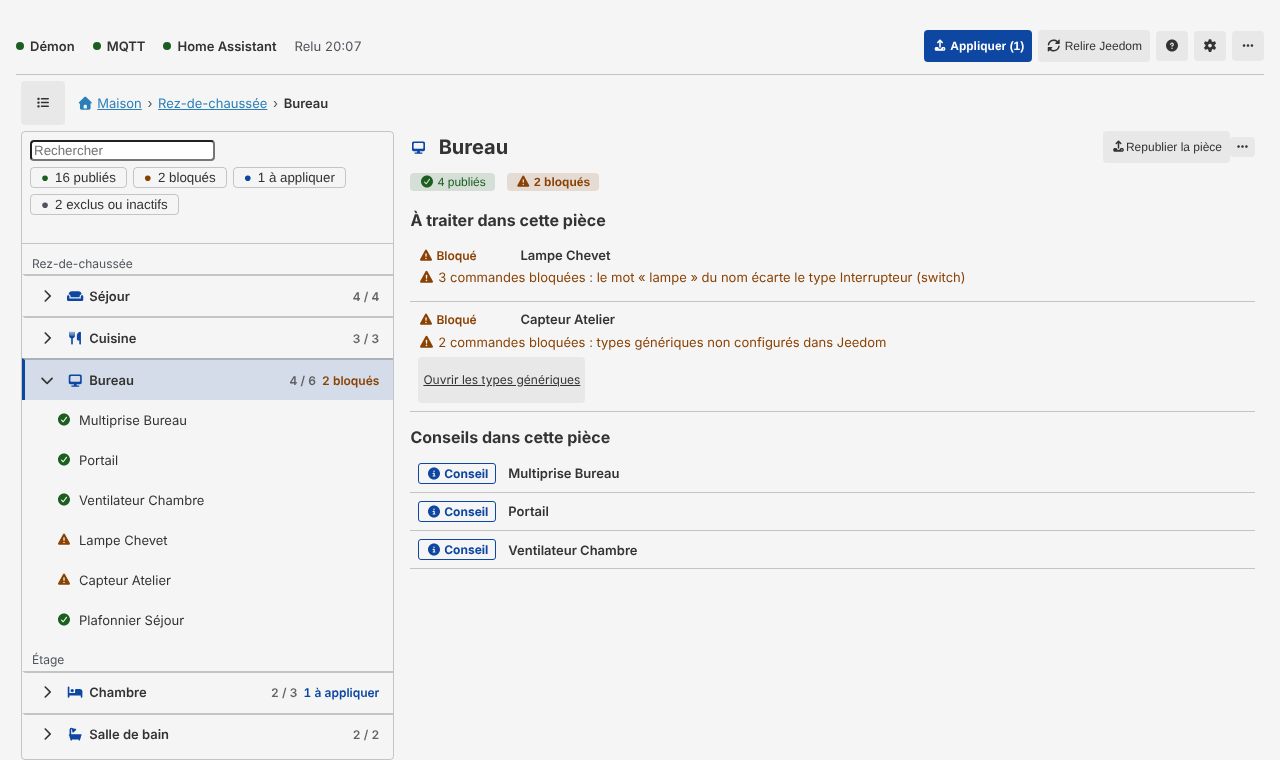 Démon MQTT Home Assistant Relu 20:07 Appliquer (1) Relire Jeedom
Maison › Rez-de-chaussée › Bureau
Rechercher
16 publiés 2 bloqués 1 à appliquer
2 exclus ou inactifs
Rez-de-chaussée
Séjour 4 / 4
Cuisine 3 / 3
Bureau 4 / 6 2 bloqués
Multiprise Bureau
Portail
Ventilateur Chambre
Lampe Chevet
Capteur Atelier
Plafonnier Séjour
Étage
Chambre 2 / 3 1 à appliquer
Salle de bain 2 / 2
Bureau Republier la pièce
4 publiés 2 bloqués
À traiter dans cette pièce
Bloqué Lampe Chevet
3 commandes bloquées : le mot « lampe » du nom écarte le type Interrupteur (switch)
Bloqué Capteur Atelier
2 commandes bloquées : types génériques non configurés dans Jeedom
Ouvrir les types génériques
Conseils dans cette pièce
Conseil Multiprise Bureau
Conseil Portail
Conseil Ventilateur Chambre